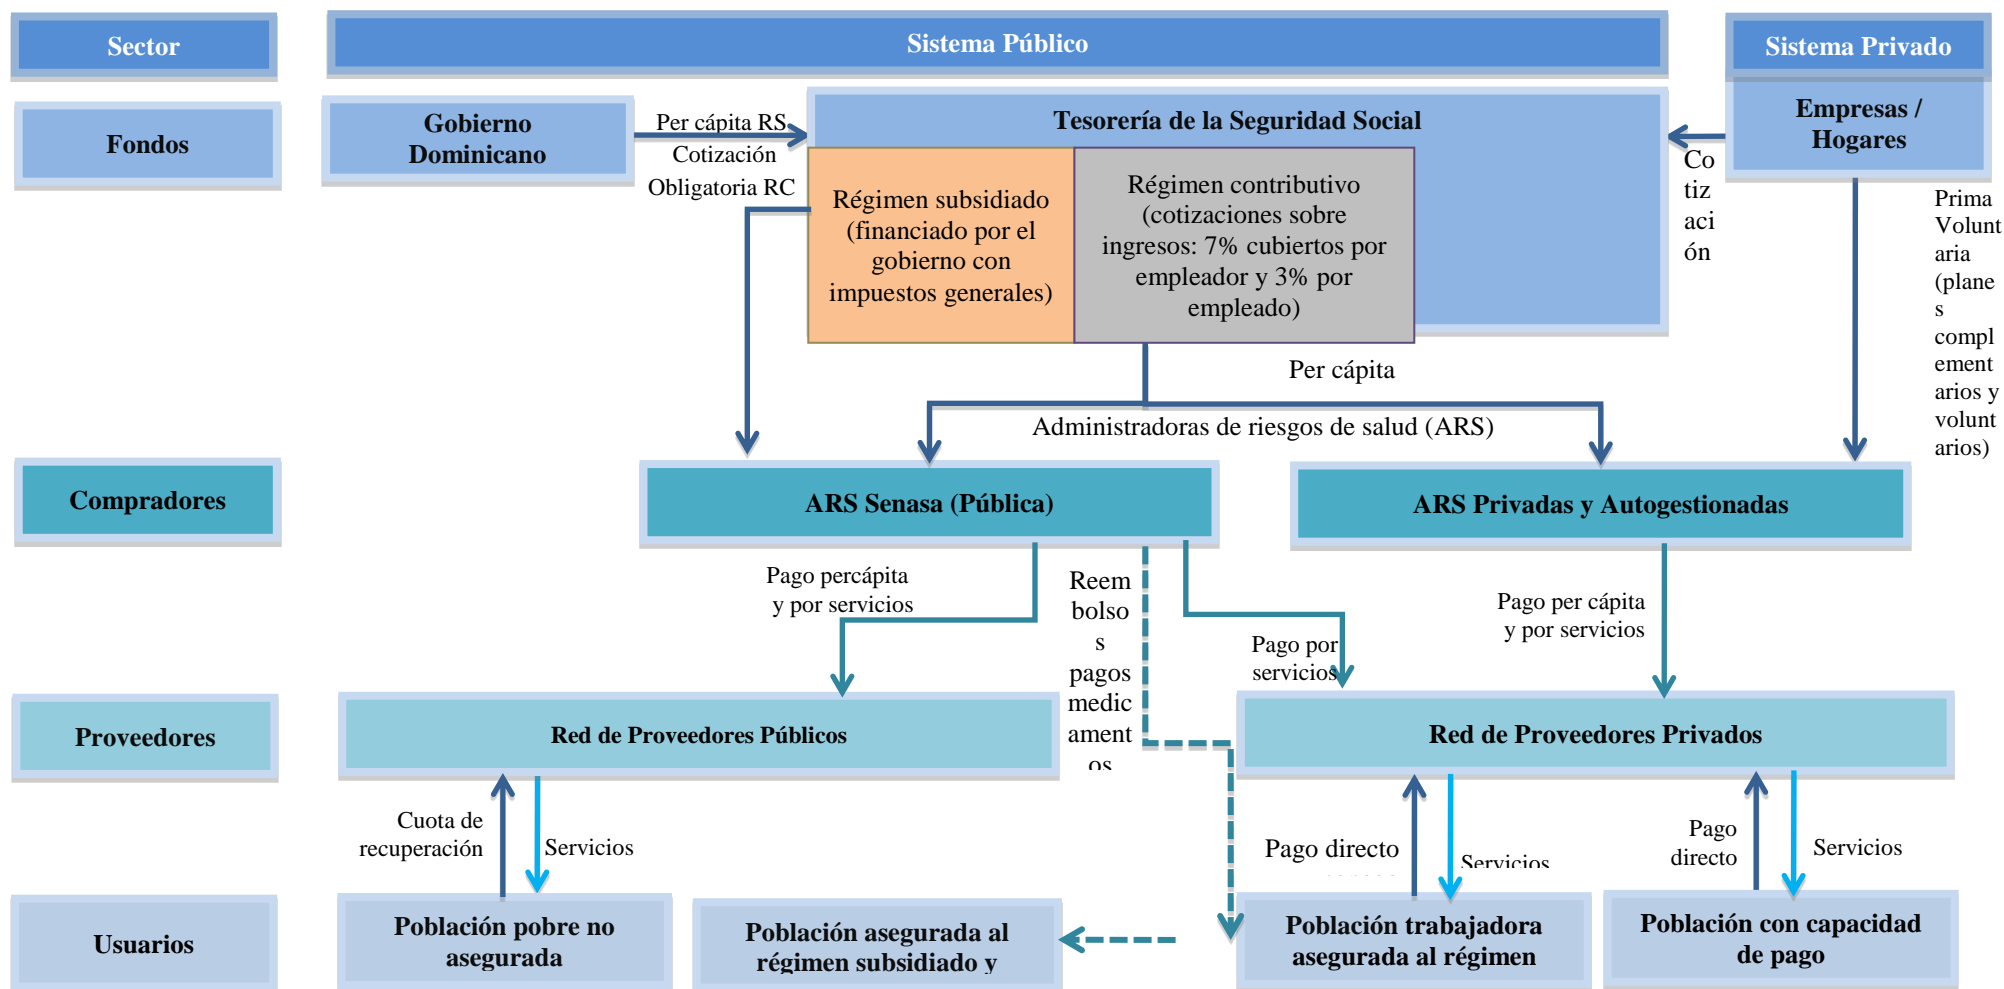 Sector
Sistema Público
Sistema Privado
Fondos
Gobierno
Dominicano
Per cápita RS
Cotización
Obligatoria RC
Tesorería de la Seguridad Social
Régimen subsidiado
(financiado por el
gobierno con
impuestos generales)
Régimen contributivo
(cotizaciones sobre
ingresos: 7% cubiertos por
empleador y 3% por
empleado)
Co
tiz
aci
ón
Empresas /
Hogares
Prima
Volunt
aria
(plane
s
compl
ement
arios y
volunt
arios)
Per cápita
Administradoras de riesgos de salud (ARS)
Compradores
ARS Senasa (Pública)
ARS Privadas y Autogestionadas
Pago percápita
y por servicios
Reem
bolso
s
pagos
medic
ament
os
Pago por
servicios
Pago per cápita
y por servicios
Proveedores
Red de Proveedores Públicos
Red de Proveedores Privados
Cuota de
recuperación
Servicios
Pago directo
Servicios
Pago
directo
Servicios
Usuarios
Población pobre no
asegurada
Población asegurada al
régimen subsidiado y
Población trabajadora
asegurada al régimen
Población con capacidad
de pago